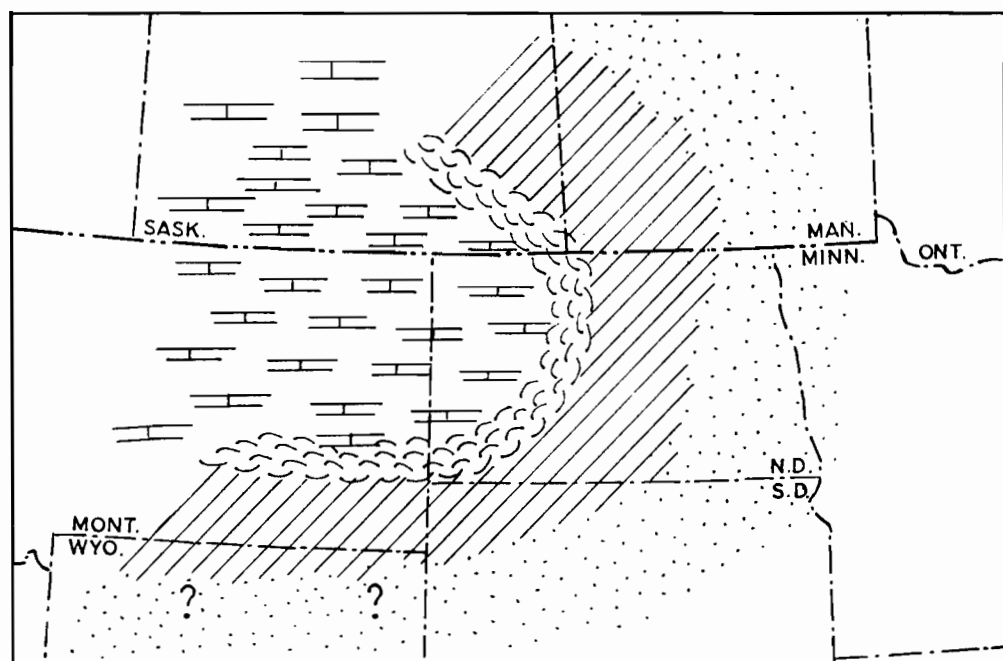 SASK.
MAN.
MINN.
ONT.
N.D.
S.D.
MONT.
WYO.
? ?